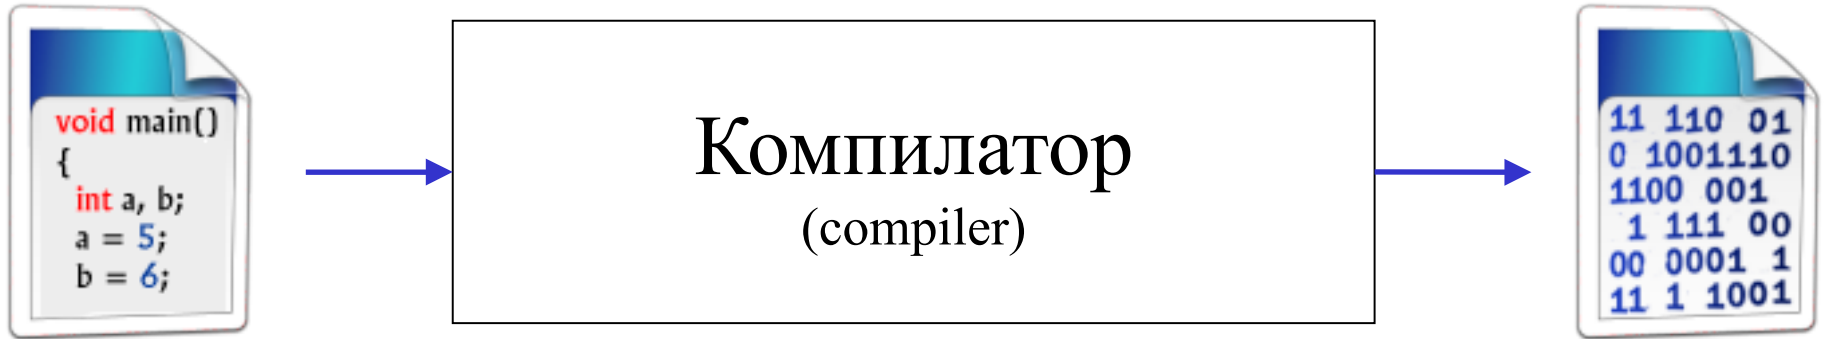 void main()
{
int a, b;
a = 5;
b = 6;
Компилатор
(compiler)
11 110 01
0 1001110
1100 001
1 111 00
00 0001 1
11 1 1001